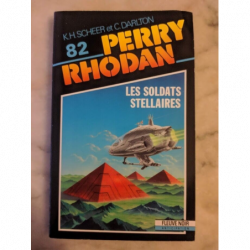 K.H. SCHEER et C. DARLTON
82 PERRY
RHODAN
LES SOLDATS
STELLAIRES
FLEUVE NOIR